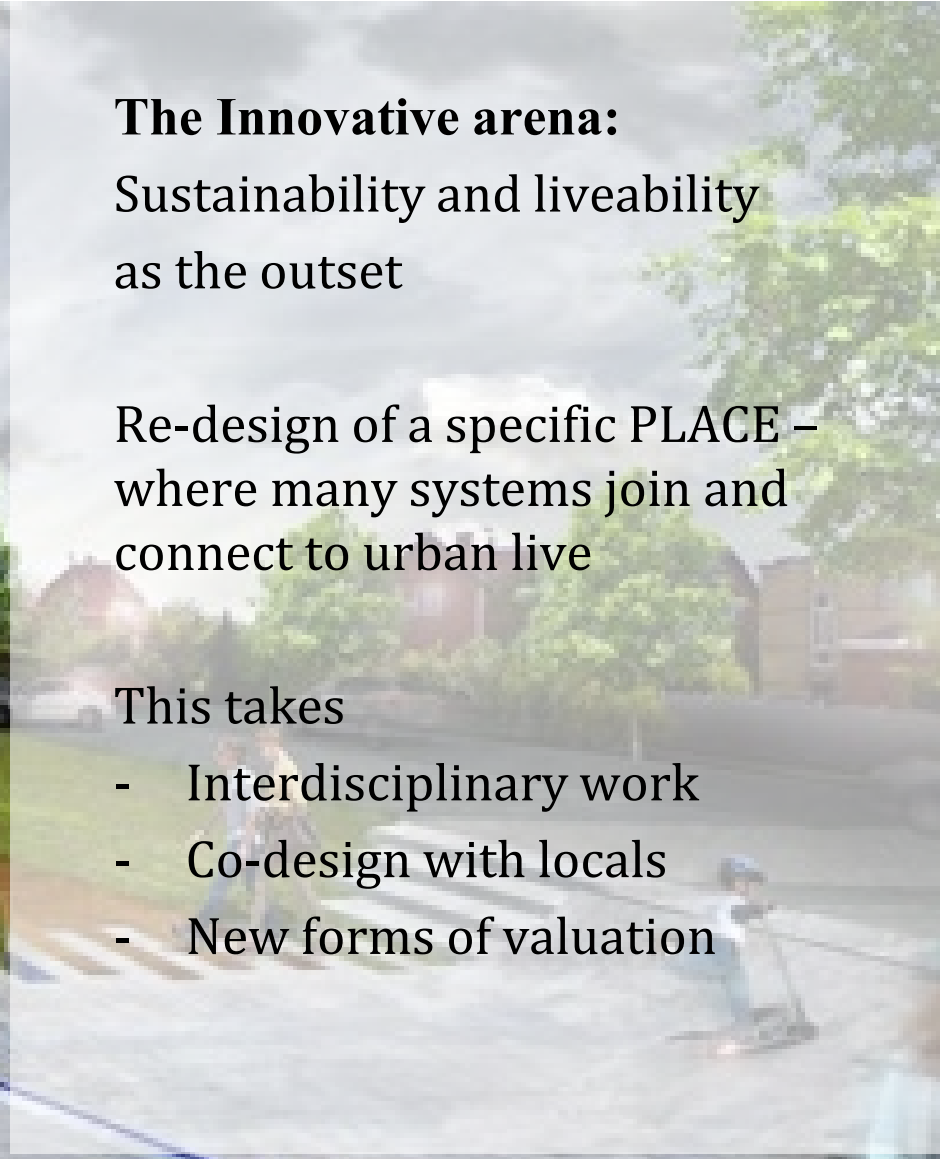 The Innovative arena:
Sustainability and liveability
as the outset
Re-design of a specific PLACE –
where many systems join and
connect to urban live
This takes
- Interdisciplinary work
- Co-design with locals
- New forms of valuation